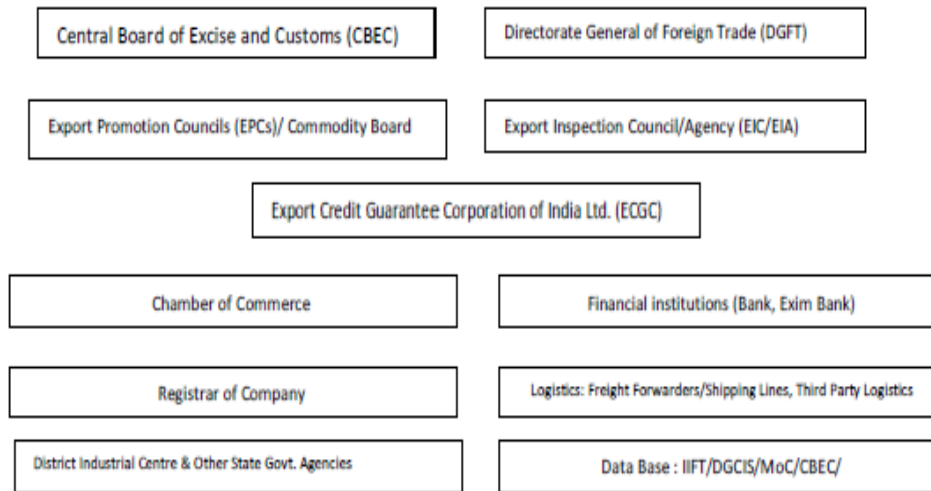 Central Board of Excise and Customs (CBEC)
Directorate General of Foreign Trade (DGFT)
Export Promotion Councils (EPCs)/ Commodity Board
Export Inspection Council/Agency (EIC/EIA)
Export Credit Guarantee Corporation of India Ltd. (ECGC)
Chamber of Commerce
Financial institutions (Bank, Exim Bank)
Registrar of Company
Logistics: Freight Forwarders/Shipping Lines, Third Party Logistics
District Industrial Centre & Other State Govt. Agencies
Data Base : IIFT/DGCIS/MoC/CBEC/